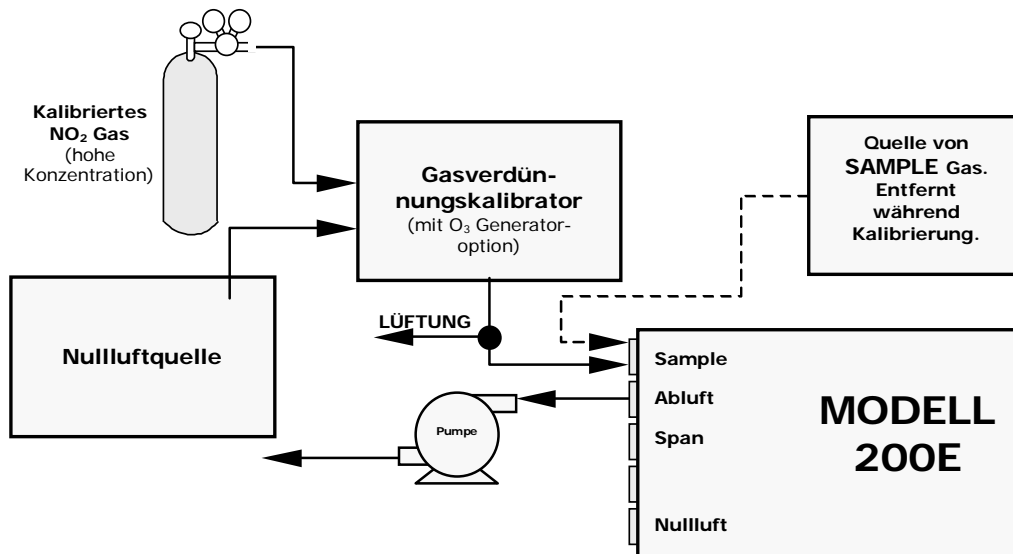 Kalibriertes
NO₂ Gas
(hohe
Konzentration)
Gasverdün-
nungskalibrator
(mit O₃ Generator-
option)
Quelle von
SAMPLE Gas.
Entfernt
während
Kalibrierung.
Nullluftquelle
LÜFTUNG
Pumpe
Sample
Abluft
Span
Nullluft
MODELL
200E